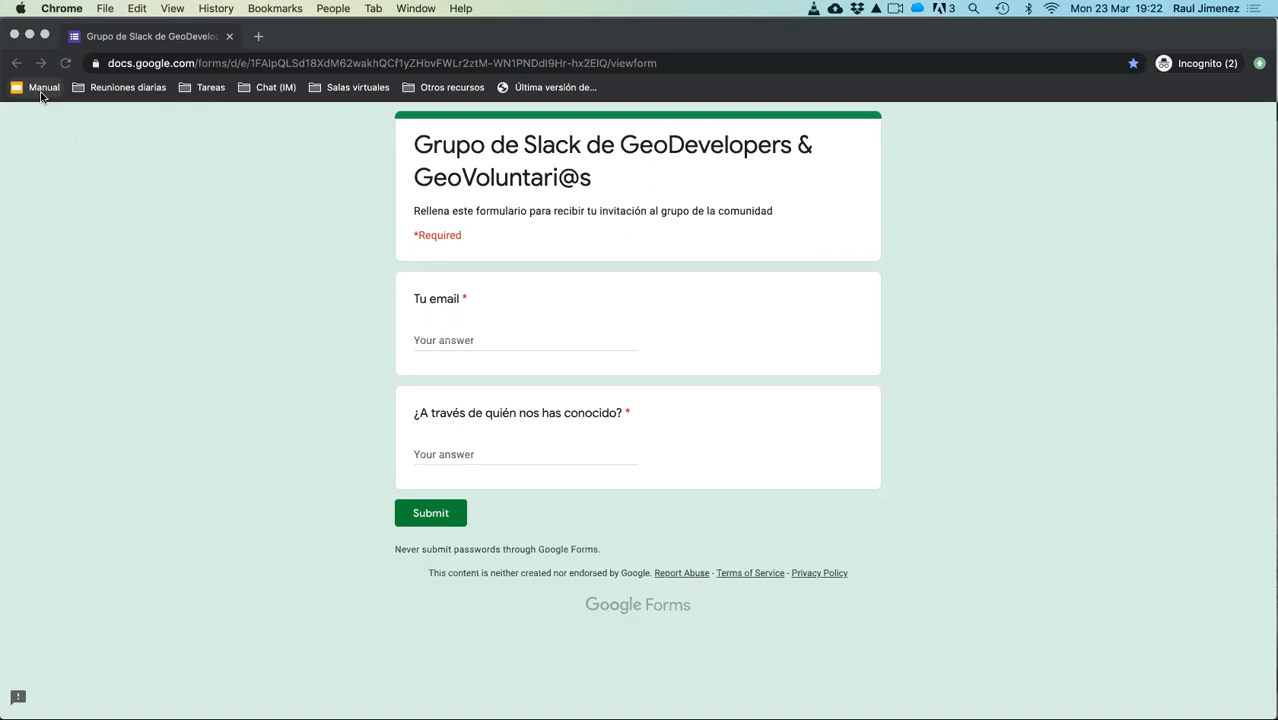 Chrome File Edit View History Bookmarks People Tab Window Help 3 Mon 23 Mar 19:22 Raul Jimenez
Grupo de Slack de GeoDevelop
docs.google.com/forms/d/e/1FAIpQLSd18XdM62wakhQCf1yZHbvFWLr2ztM-WN1PNDdI9Hr-hx2EIQ/viewform Incognito (2)
Manual Reuniones diarias Tareas Chat (IM) Salas virtuales Otros recursos Última versión de...
Grupo de Slack de GeoDevelopers &
GeoVoluntari@s
Rellena este formulario para recibir tu invitación al grupo de la comunidad
*Required
Tu email *
Your answer
¿A través de quién nos has conocido? *
Your answer
Submit
Never submit passwords through Google Forms.
This content is neither created nor endorsed by Google. Report Abuse - Terms of Service - Privacy Policy
Google Forms